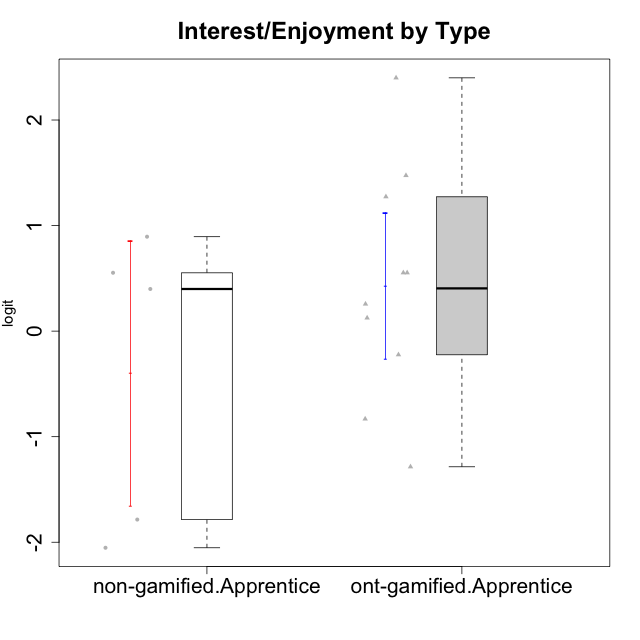 Interest/Enjoyment by Type
logit
2
1
0
-1
-2
non-gamified.Apprentice
ont-gamified.Apprentice